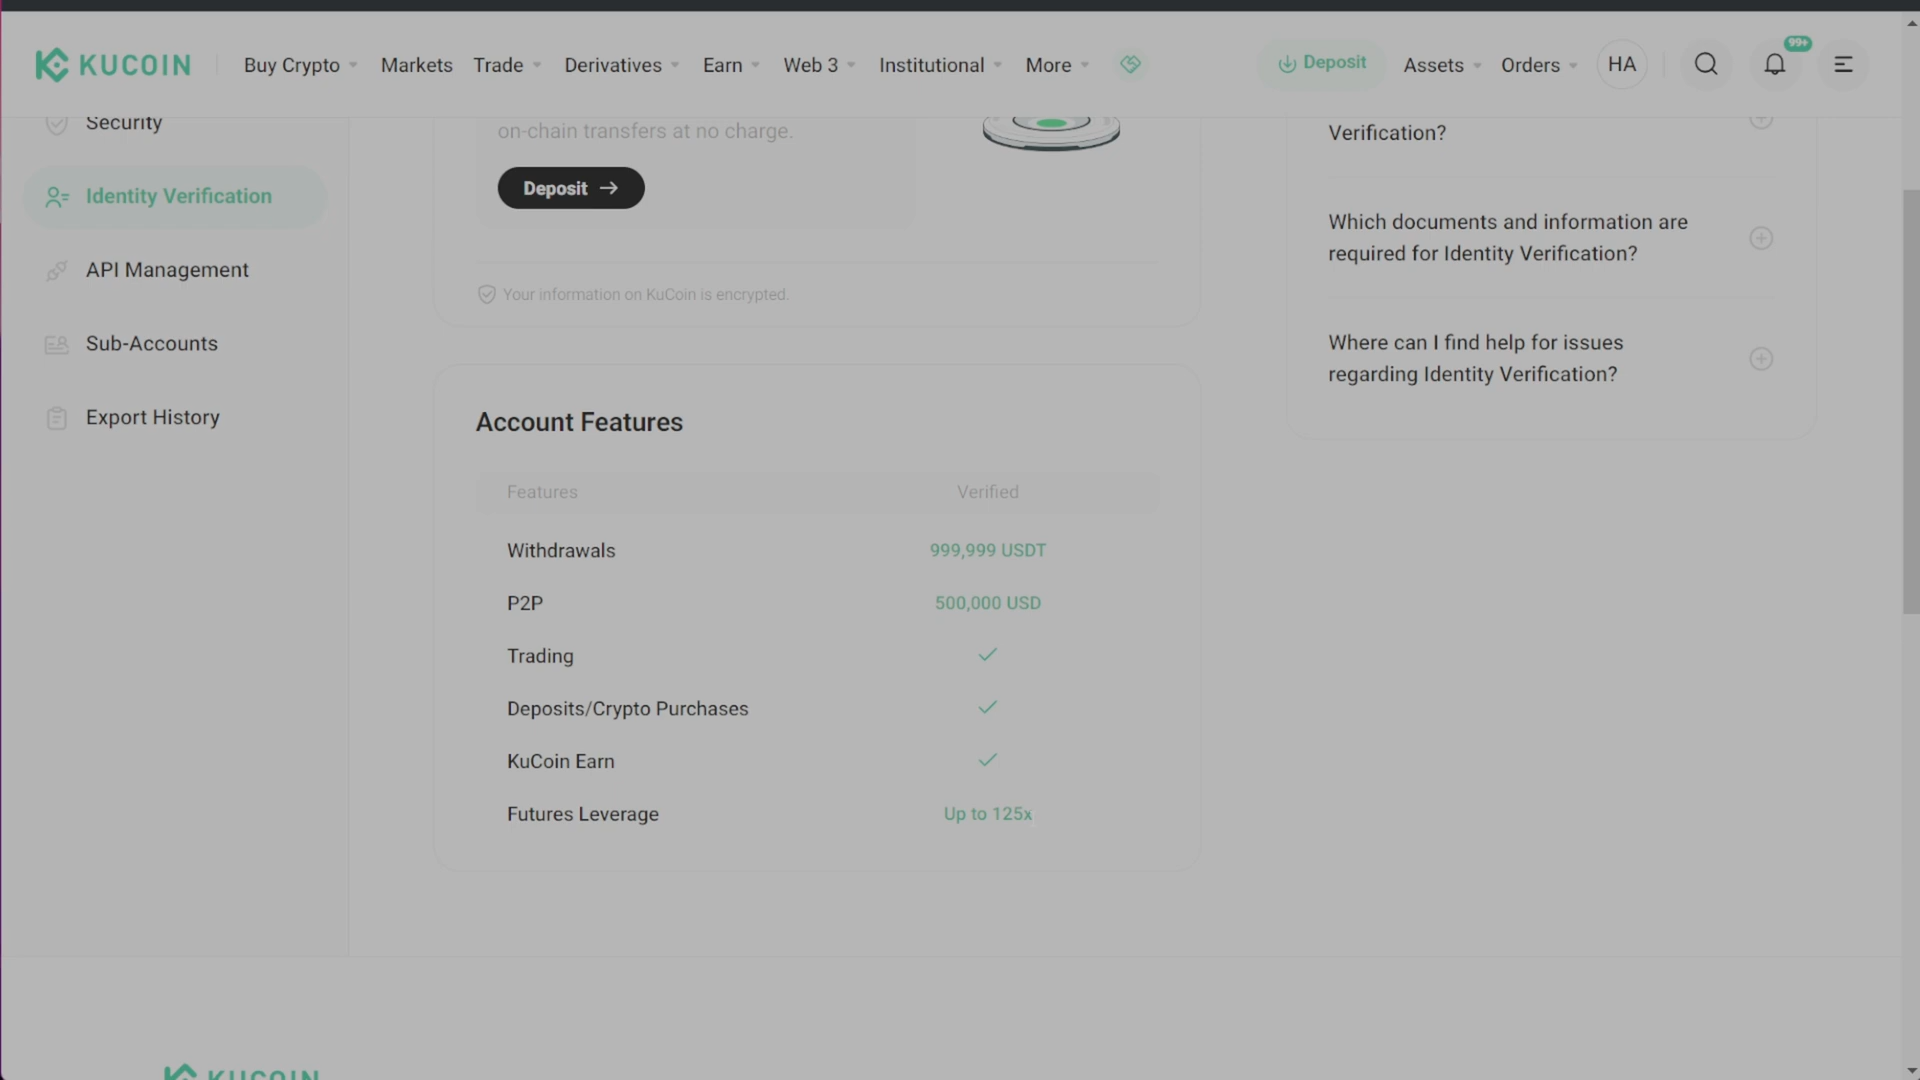 KUCOIN
Buy Crypto
Markets
Trade
Derivatives
Earn
Web 3
Institutional
More
Deposit
Assets
Orders
HA
99+
Security
Identity Verification
API Management
Sub-Accounts
Export History
on-chain transfers at no charge.
Deposit
Your information on KuCoin is encrypted.
Account Features
Features Verified
Withdrawals 999,999 USDT
P2P 500,000 USD
Trading
Deposits/Crypto Purchases
KuCoin Earn
Futures Leverage Up to 125x
Verification?
Which documents and information are
required for Identity Verification?
Where can I find help for issues
regarding Identity Verification?
KUCOIN